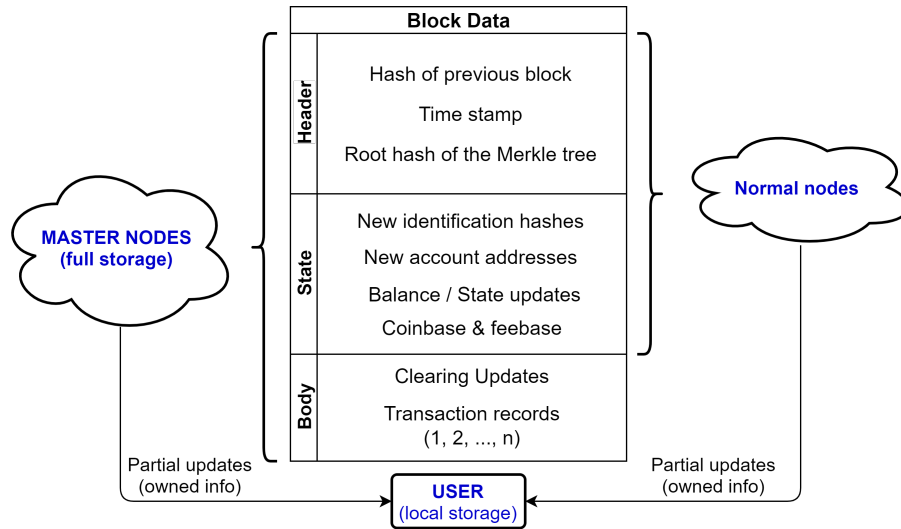 Block Data
Header
Hash of previous block
Time stamp
Root hash of the Merkle tree
State
New identification hashes
New account addresses
Balance / State updates
Coinbase & feebase
Body
Clearing Updates
Transaction records
(1, 2, ..., n)
MASTER NODES
(full storage)
Normal nodes
Partial updates
(owned info)
USER
(local storage)
Partial updates
(owned info)